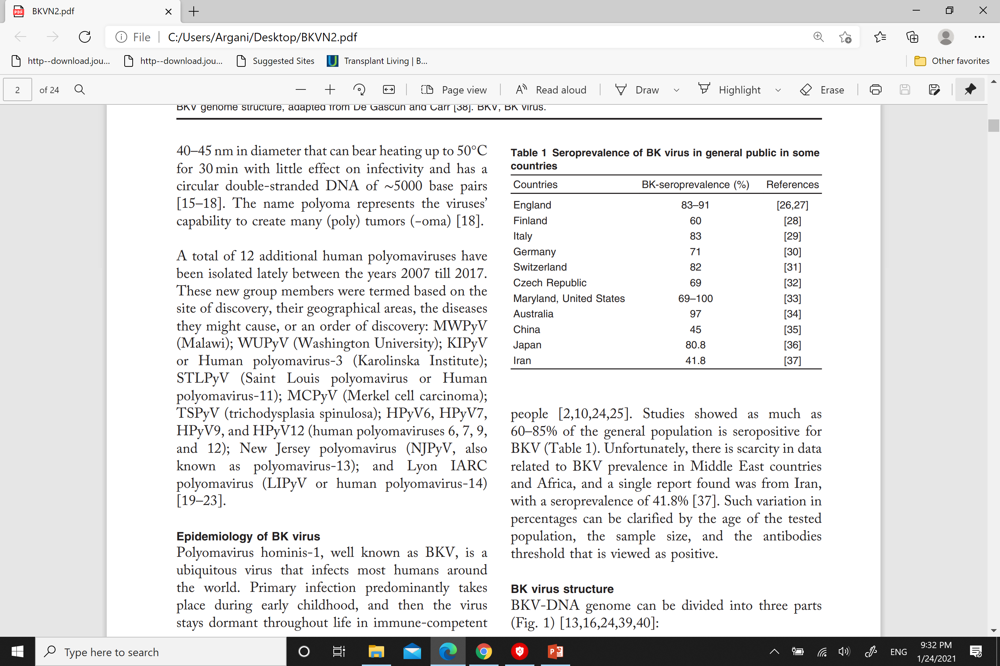 BKVN2.pdf
File
C:/Users/Argani/Desktop/BKVN2.pdf
http--download.jou...
http--download.jou...
Suggested Sites
Transplant Living | B...
Other favorites
2 of 24
Page view
Read aloud
Draw
Highlight
Erase
BKV genome structure, adapted from De Gascun and Carr [38]. BKV, BK virus.
40–45 nm in diameter that can bear heating up to 50°C
for 30 min with little effect on infectivity and has a
circular double-stranded DNA of ~5000 base pairs
[15–18]. The name polyoma represents the viruses’
capability to create many (poly) tumors (-oma) [18].
A total of 12 additional human polyomaviruses have
been isolated lately between the years 2007 till 2017.
These new group members were termed based on the
site of discovery, their geographical areas, the diseases
they might cause, or an order of discovery: MWPyV
(Malawi); WUPyV (Washington University); KIPyV
or Human polyomavirus-3 (Karolinska Institute);
STLPyV (Saint Louis polyomavirus or Human
polyomavirus-11); MCPyV (Merkel cell carcinoma);
TSPyV (trichodysplasia spinulosa); HPyV6, HPyV7,
HPyV9, and HPyV12 (human polyomaviruses 6, 7, 9,
and 12); New Jersey polyomavirus (NJPyV, also
known as polyomavirus-13); and Lyon IARC
polyomavirus (LIPyV or human polyomavirus-14)
[19–23].
Epidemiology of BK virus
Polyomavirus hominis-1, well known as BKV, is a
ubiquitous virus that infects most humans around
the world. Primary infection predominantly takes
place during early childhood, and then the virus
stays dormant throughout life in immune-competent
Table 1 Seroprevalence of BK virus in general public in some
countries
Countries BK-seroprevalence (%) References
England 83–91 [26,27]
Finland 60 [28]
Italy 83 [29]
Germany 71 [30]
Switzerland 82 [31]
Czech Republic 69 [32]
Maryland, United States 69–100 [33]
Australia 97 [34]
China 45 [35]
Japan 80.8 [36]
Iran 41.8 [37]
people [2,10,24,25]. Studies showed as much as
60–85% of the general population is seropositive for
BKV (Table 1). Unfortunately, there is scarcity in data
related to BKV prevalence in Middle East countries
and Africa, and a single report found was from Iran,
with a seroprevalence of 41.8% [37]. Such variation in
percentages can be clarified by the age of the tested
population, the sample size, and the antibodies
threshold that is viewed as positive.
BK virus structure
BKV-DNA genome can be divided into three parts
(Fig. 1) [13,16,24,39,40]:
Type here to search
ENG
9:32 PM
1/24/2021